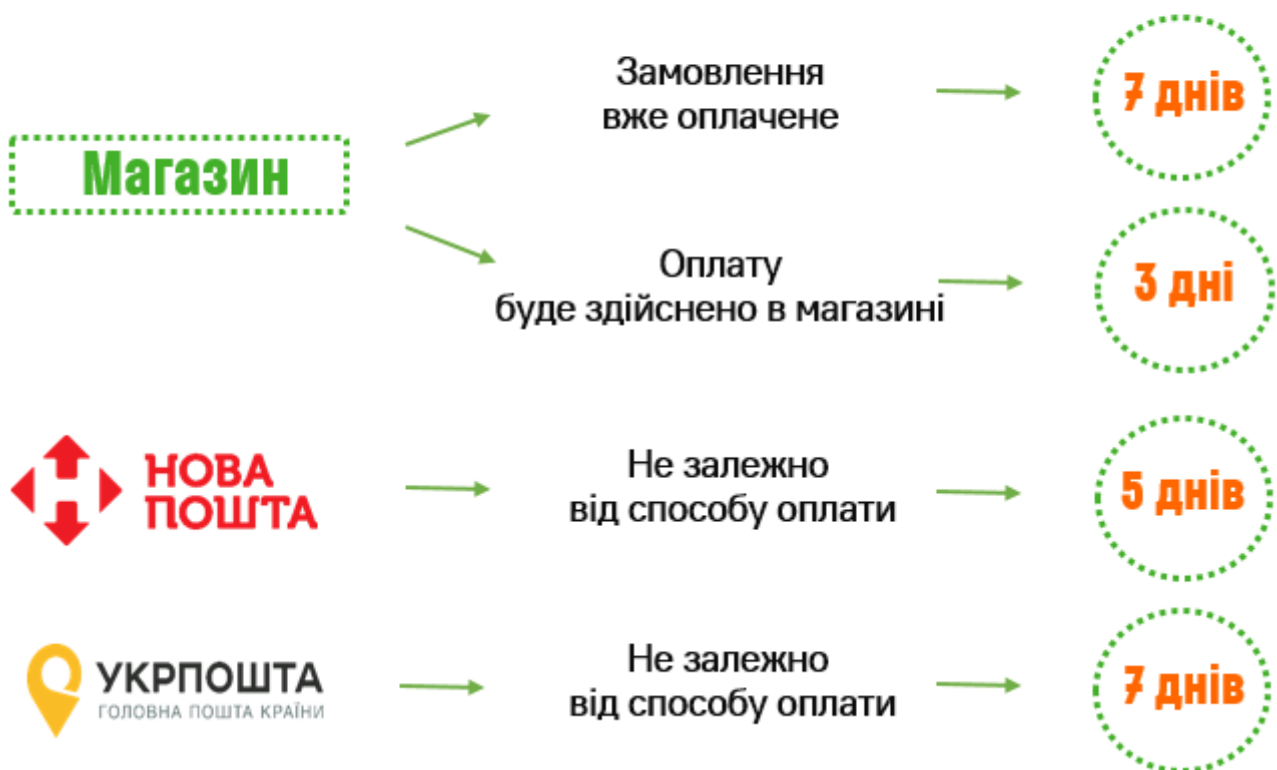 Замовлення
вже оплачене
7 днів
Магазин
Оплату
буде здійснено в магазині
3 дні
НОВА
ПОШТА
Не залежно
від способу оплати
5 днів
УКРПОШТА
ГОЛОВНА ПОШТА КРАЇНИ
Не залежно
від способу оплати
7 днів